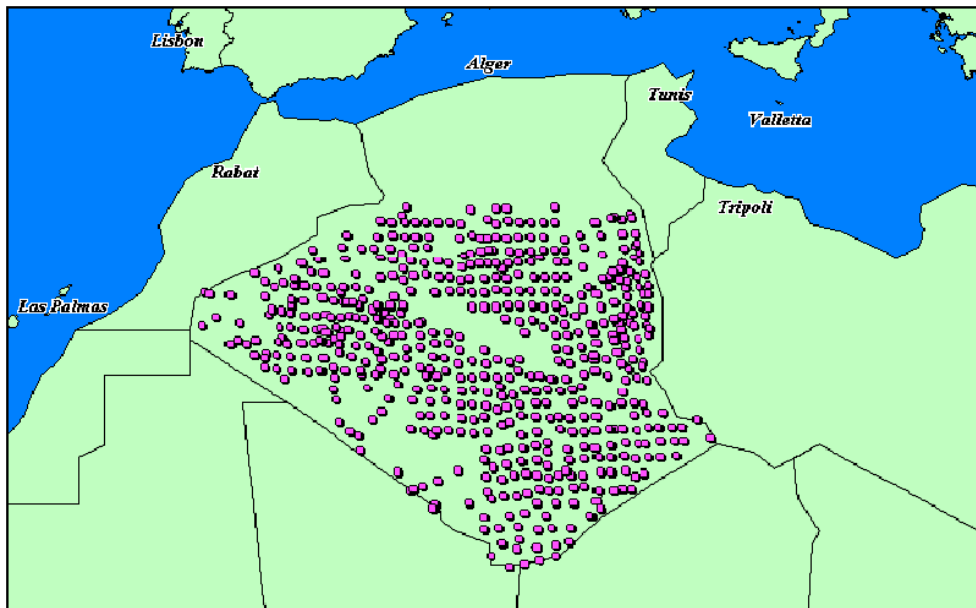 Lisbon
Alger
Tunis
Valletta
Rabat
Tripoli
Las Palmas